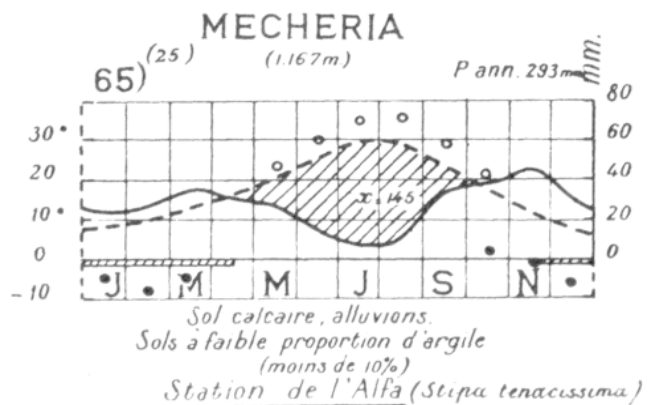 MECHERIA
65) (25) (1.167m) P ann. 293mm mm.
80
30° 60
20 40
x. 145
10° 20
0 0
-10 J M M J S N
Sol calcaire, alluvions.
Sols à faible proportion d'argile
(moins de 10%)
Station de l'Alfa (Stipa tenacissima)